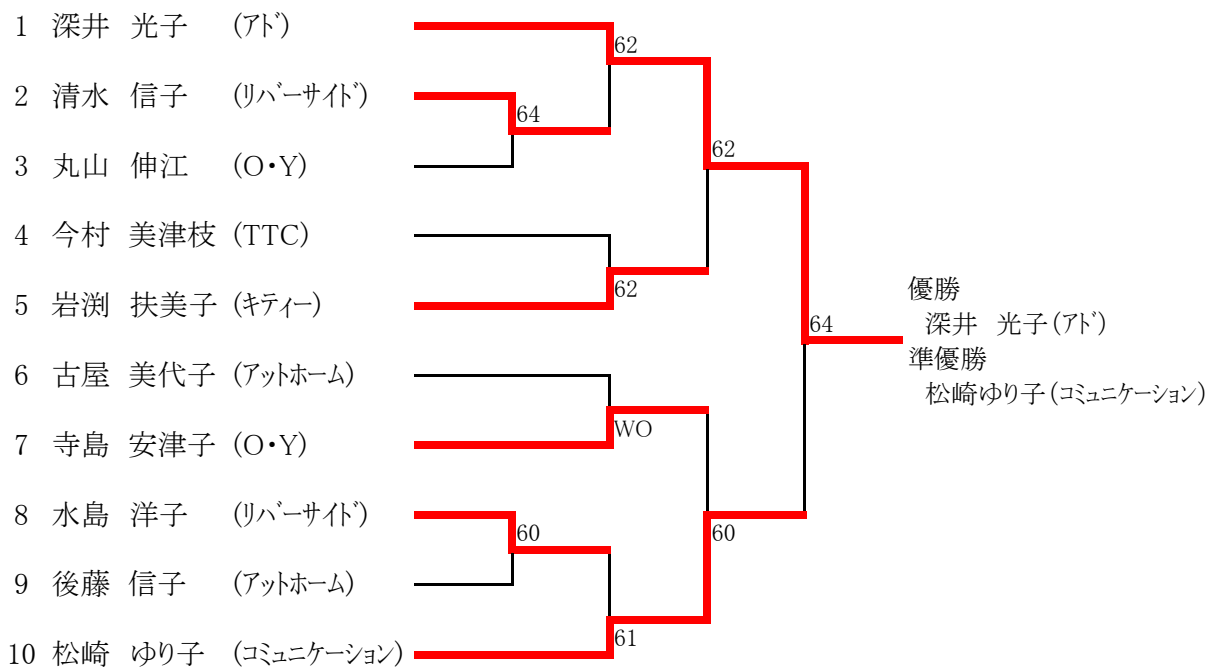 1 深井 光子 (アド)
2 清水 信子 (リバーサイド)
3 丸山 伸江 (O・Y)
4 今村 美津枝 (TTC)
5 岩渕 扶美子 (キティー)
6 古屋 美代子 (アットホーム)
7 寺島 安津子 (O・Y)
8 水島 洋子 (リバーサイド)
9 後藤 信子 (アットホーム)
10 松崎 ゆり子 (コミュニケーション)
62
64
62
62
64
WO
60
60
61
優勝
深井 光子(アド)
準優勝
松崎ゆり子(コミュニケーション)